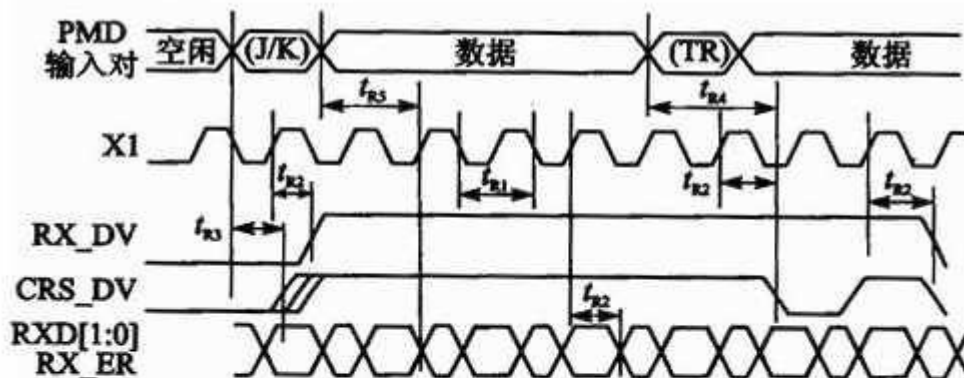 PMD
输入对
空闲
(J/K)
数据
(TR)
数据
tR5
tR4
X1
tR2
tR1
tR2
tR2
tR3
RX_DV
CRS_DV
tR2
RXD[1:0]
RX_ER